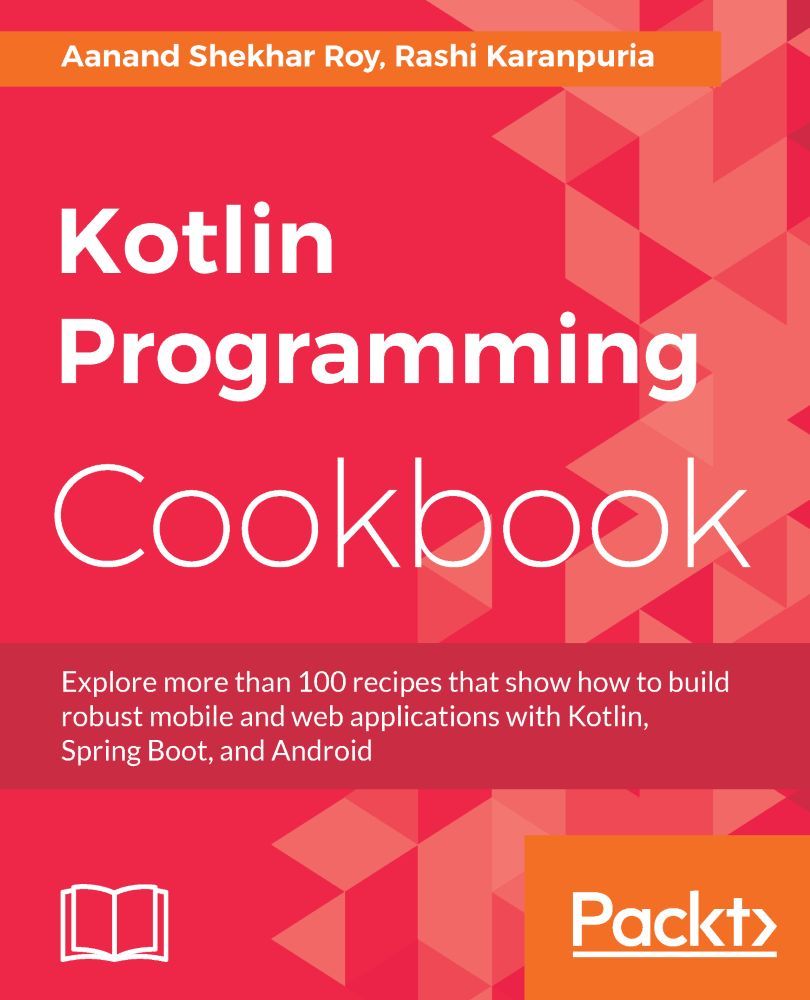 Aanand Shekhar Roy, Rashi Karanpuria
Kotlin
Programming
Cookbook
Explore more than 100 recipes that show how to build
robust mobile and web applications with Kotlin,
Spring Boot, and Android
Packt